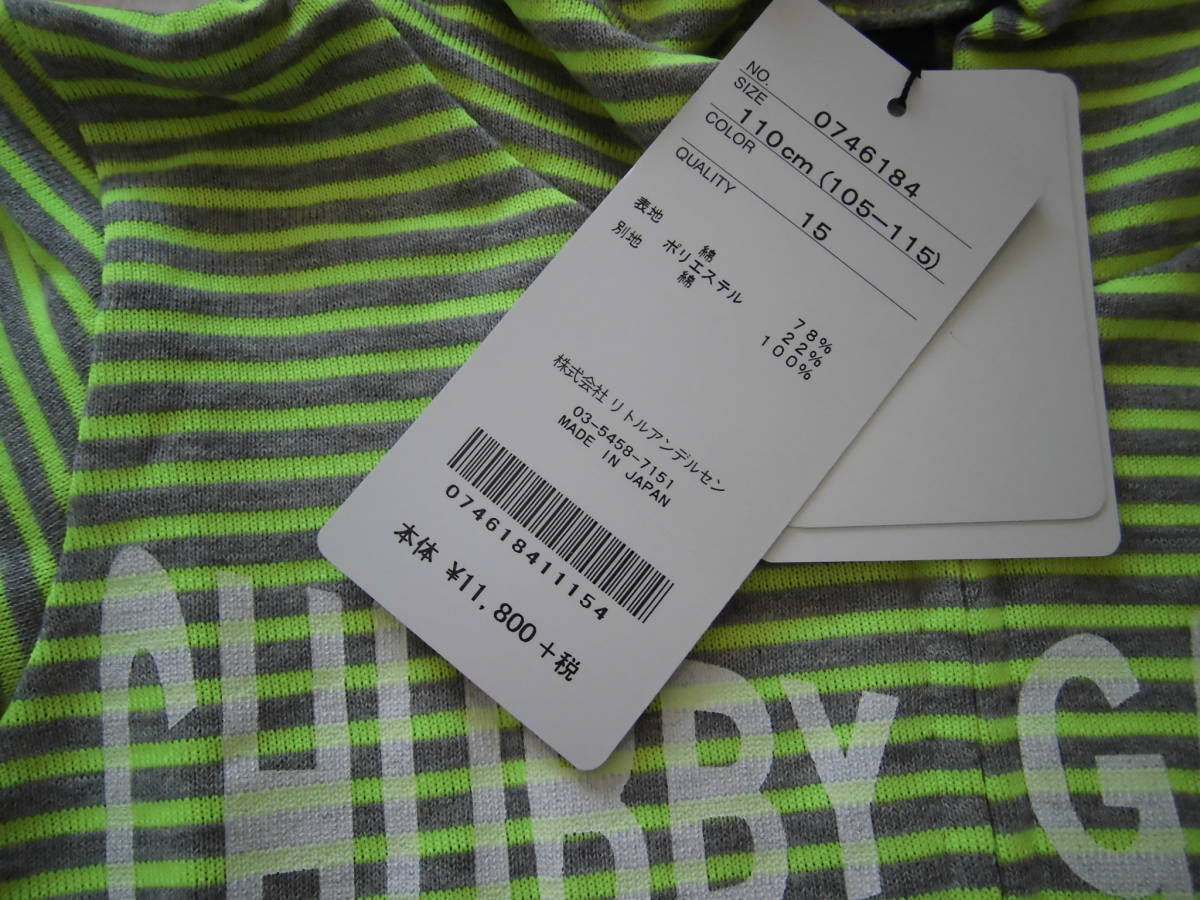 NO. 0746184
SIZE 110cm (105−115)
COLOR 15
QUALITY
表地 綿 78%
ポリエステル 22%
別地 綿 100%
株式会社 リトルアンデルセン
03-5458-7151
MADE IN JAPAN
074618411154
本体 ¥11,800+税
CHUBBY G